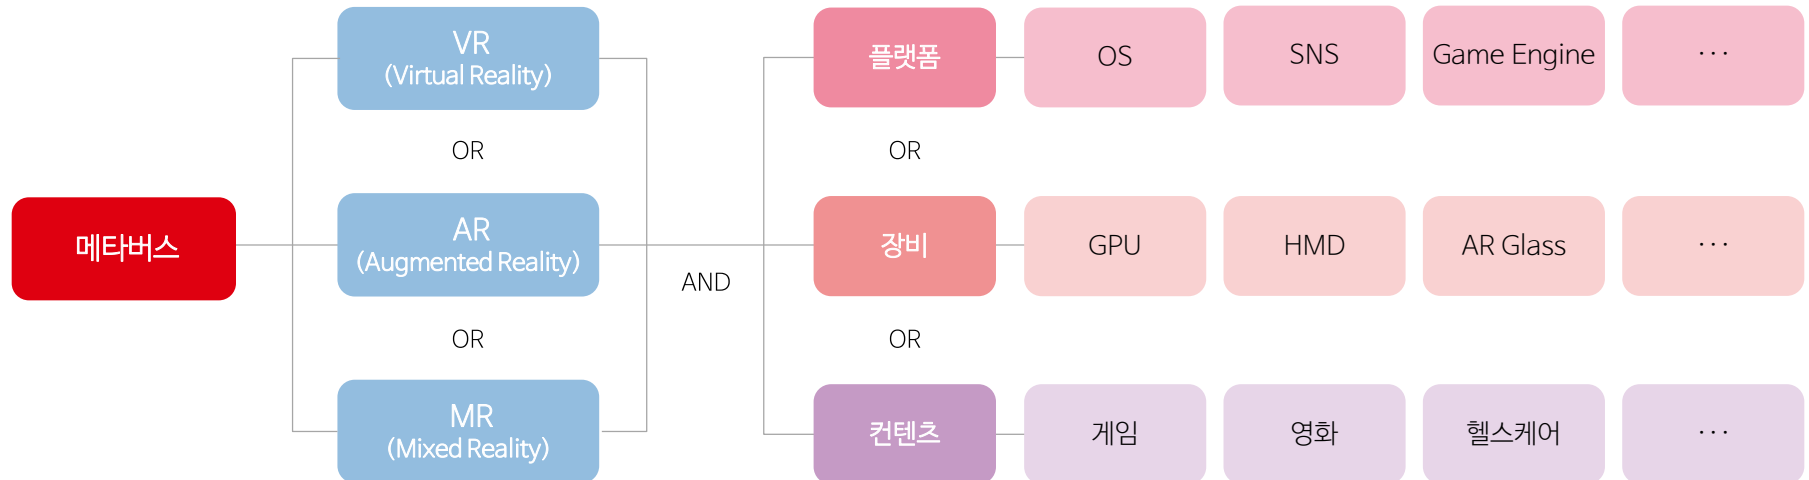 메타버스
VR
(Virtual Reality)
OR
AR
(Augmented Reality)
OR
MR
(Mixed Reality)
AND
플랫폼
OS
SNS
Game Engine
...
OR
장비
GPU
HMD
AR Glass
...
OR
컨텐츠
게임
영화
헬스케어
...